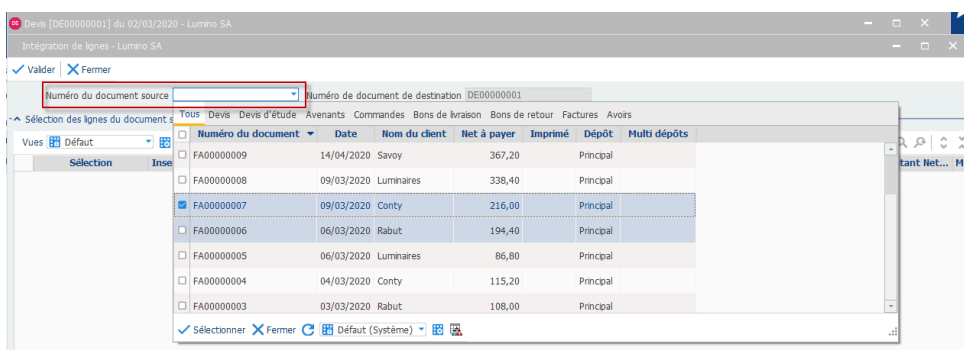 DE Devis [DE00000001] du 02/03/2020 - Lumino SA
Intégration de lignes - Lumino SA
Valider Fermer
Numéro du document source Numéro de document de destination DE00000001
Sélection des lignes du document s
Tous Devis Devis d'étude Avenants Commandes Bons de livraison Bons de retour Factures Avoirs
Vues Défaut
Numéro du document Date Nom du client Net à payer Imprimé Dépôt Multi dépôts
Sélection Inse tant Net... M
FA00000009 14/04/2020 Savoy 367,20 Principal
FA00000008 09/03/2020 Luminaires 338,40 Principal
FA00000007 09/03/2020 Conty 216,00 Principal
FA00000006 06/03/2020 Rabut 194,40 Principal
FA00000005 06/03/2020 Luminaires 86,80 Principal
FA00000004 04/03/2020 Conty 115,20 Principal
FA00000003 03/03/2020 Rabut 108,00 Principal
Sélectionner Fermer Défaut (Système)